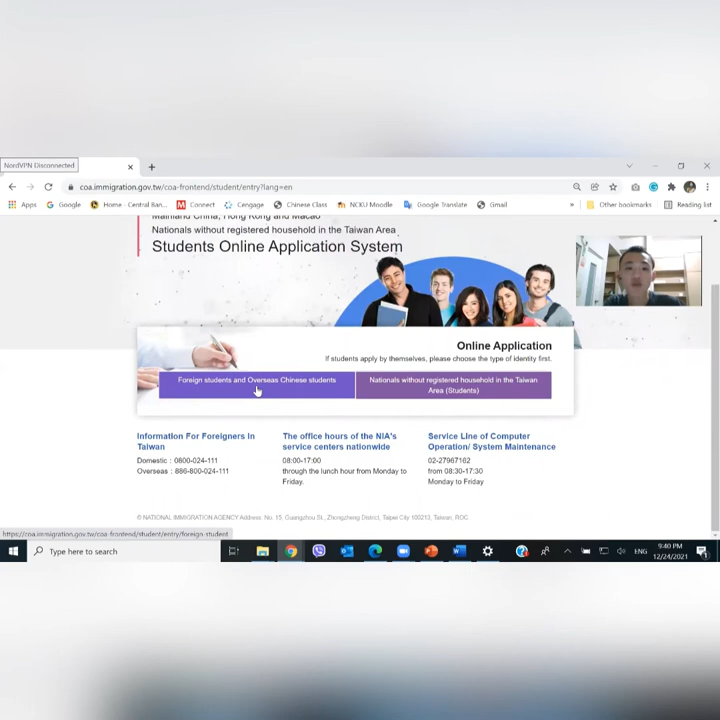 NordVPN Disconnected
coa.immigration.gov.tw/coa-frontend/student/entry?lang=en
Apps Google Home - Central Ban... Connect Cengage Chinese Class NCKU Moodle Google Translate Gmail » Other bookmarks Reading list
Mainland China, Hong Kong and Macao
Nationals without registered household in the Taiwan Area
Students Online Application System
Online Application
If students apply by themselves, please choose the type of identity first.
Foreign students and Overseas Chinese students
Nationals without registered household in the Taiwan
Area (Students)
Information For Foreigners In
Taiwan
Domestic：0800-024-111
Overseas：886-800-024-111
The office hours of the NIA's
service centers nationwide
08:00-17:00
through the lunch hour from Monday to
Friday.
Service Line of Computer
Operation/ System Maintenance
02-27967162
from 08:30-17:30
Monday to Friday
© NATIONAL IMMIGRATION AGENCY Address: No. 15, Guangzhou St., Zhongzheng District, Taipei City 100213, Taiwan, ROC
https://coa.immigration.gov.tw/coa-frontend/student/entry/foreign-student
Type here to search
ENG
9:40 PM
12/24/2021